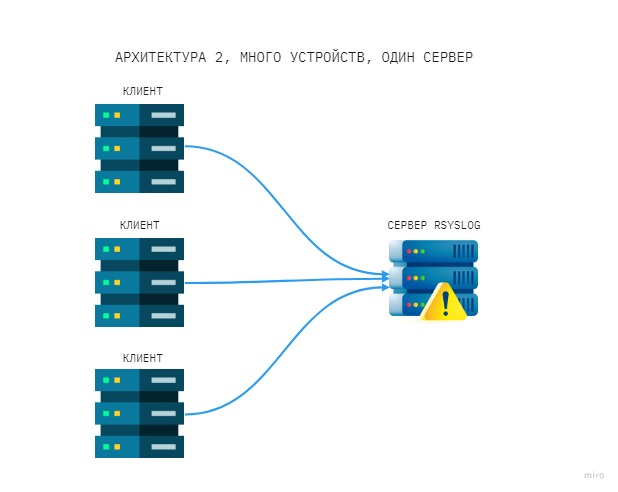 АРХИТЕКТУРА 2, МНОГО УСТРОЙСТВ, ОДИН СЕРВЕР
КЛИЕНТ
КЛИЕНТ
СЕРВЕР RSYSLOG
КЛИЕНТ
miro